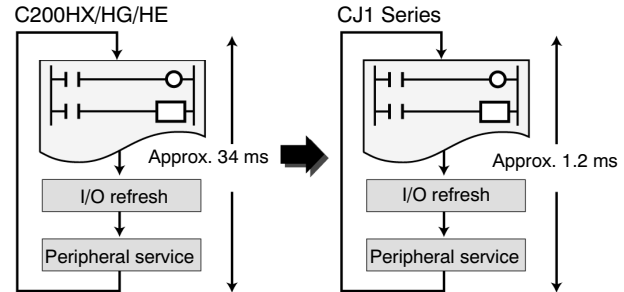 C200HX/HG/HE
Approx. 34 ms
I/O refresh
Peripheral service
CJ1 Series
Approx. 1.2 ms
I/O refresh
Peripheral service